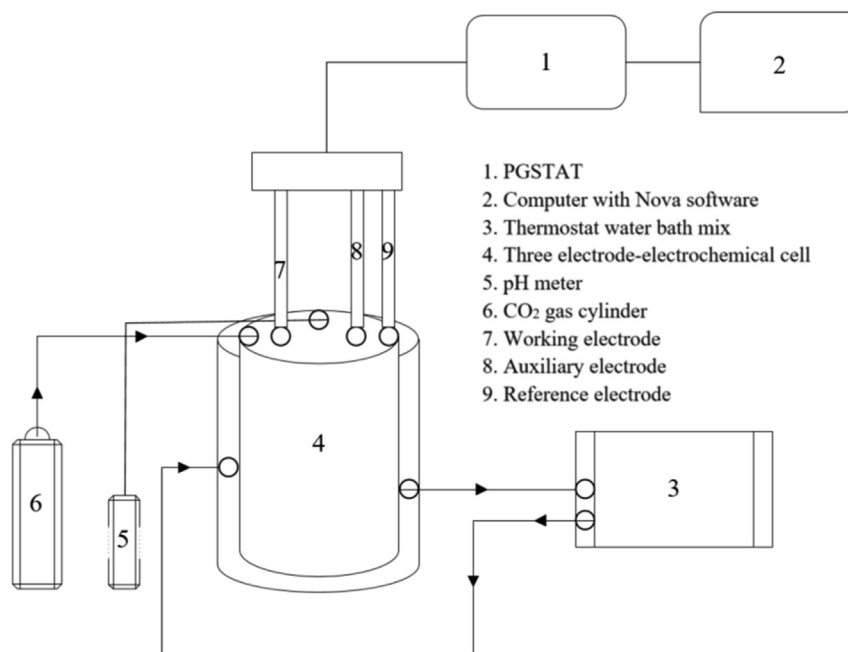 1
2
1. PGSTAT
2. Computer with Nova software
3. Thermostat water bath mix
4. Three electrode-electrochemical cell
5. pH meter
6. CO₂ gas cylinder
7. Working electrode
8. Auxiliary electrode
9. Reference electrode
7
8
9
4
3
6
5